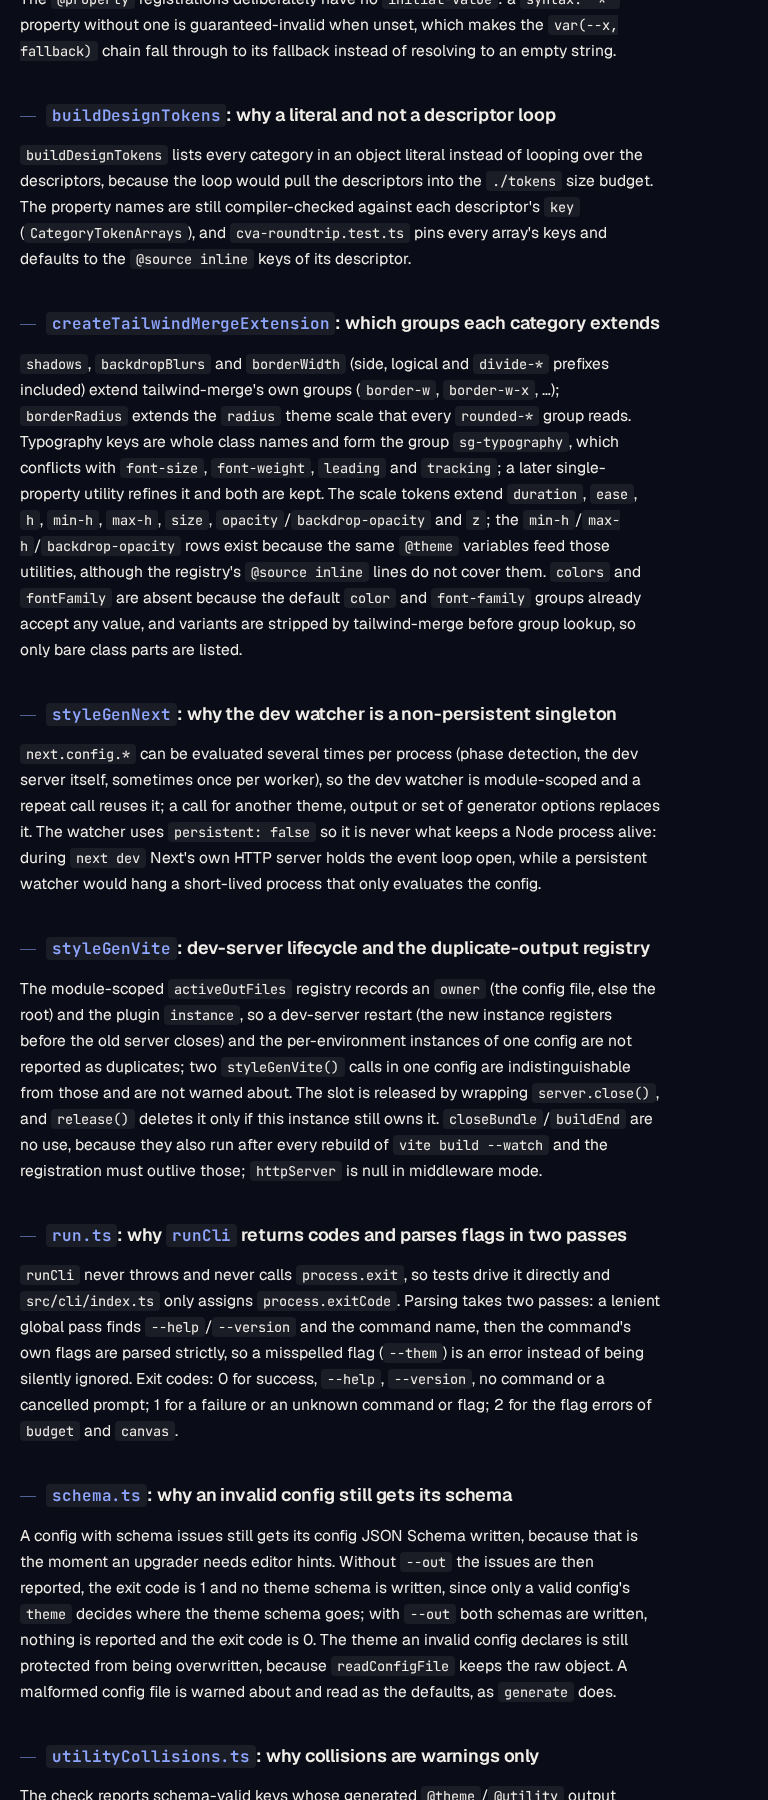 The @property registrations deliberately have no initial-value: a syntax: "*"
property without one is guaranteed-invalid when unset, which makes the var(--x,
fallback) chain fall through to its fallback instead of resolving to an empty string.
— buildDesignTokens: why a literal and not a descriptor loop
buildDesignTokens lists every category in an object literal instead of looping over the
descriptors, because the loop would pull the descriptors into the ./tokens size budget.
The property names are still compiler-checked against each descriptor's key
(CategoryTokenArrays), and cva-roundtrip.test.ts pins every array's keys and
defaults to the @source inline keys of its descriptor.
— createTailwindMergeExtension: which groups each category extends
shadows, backdropBlurs and borderWidth (side, logical and divide-* prefixes
included) extend tailwind-merge's own groups (border-w, border-w-x, …);
borderRadius extends the radius theme scale that every rounded-* group reads.
Typography keys are whole class names and form the group sg-typography, which
conflicts with font-size, font-weight, leading and tracking; a later single-
property utility refines it and both are kept. The scale tokens extend duration, ease,
h, min-h, max-h, size, opacity/backdrop-opacity and z; the min-h/max-
h/backdrop-opacity rows exist because the same @theme variables feed those
utilities, although the registry's @source inline lines do not cover them. colors and
fontFamily are absent because the default color and font-family groups already
accept any value, and variants are stripped by tailwind-merge before group lookup, so
only bare class parts are listed.
— styleGenNext: why the dev watcher is a non-persistent singleton
next.config.* can be evaluated several times per process (phase detection, the dev
server itself, sometimes once per worker), so the dev watcher is module-scoped and a
repeat call reuses it; a call for another theme, output or set of generator options replaces
it. The watcher uses persistent: false so it is never what keeps a Node process alive:
during next dev Next's own HTTP server holds the event loop open, while a persistent
watcher would hang a short-lived process that only evaluates the config.
— styleGenVite: dev-server lifecycle and the duplicate-output registry
The module-scoped activeOutFiles registry records an owner (the config file, else the
root) and the plugin instance, so a dev-server restart (the new instance registers
before the old server closes) and the per-environment instances of one config are not
reported as duplicates; two styleGenVite() calls in one config are indistinguishable
from those and are not warned about. The slot is released by wrapping server.close(),
and release() deletes it only if this instance still owns it. closeBundle/buildEnd are
no use, because they also run after every rebuild of vite build --watch and the
registration must outlive those; httpServer is null in middleware mode.
— run.ts: why runCli returns codes and parses flags in two passes
runCli never throws and never calls process.exit, so tests drive it directly and
src/cli/index.ts only assigns process.exitCode. Parsing takes two passes: a lenient
global pass finds --help/--version and the command name, then the command's
own flags are parsed strictly, so a misspelled flag (--them) is an error instead of being
silently ignored. Exit codes: 0 for success, --help, --version, no command or a
cancelled prompt; 1 for a failure or an unknown command or flag; 2 for the flag errors of
budget and canvas.
— schema.ts: why an invalid config still gets its schema
A config with schema issues still gets its config JSON Schema written, because that is
the moment an upgrader needs editor hints. Without --out the issues are then
reported, the exit code is 1 and no theme schema is written, since only a valid config's
theme decides where the theme schema goes; with --out both schemas are written,
nothing is reported and the exit code is 0. The theme an invalid config declares is still
protected from being overwritten, because readConfigFile keeps the raw object. A
malformed config file is warned about and read as the defaults, as generate does.
— utilityCollisions.ts: why collisions are warnings only
The check reports schema-valid keys whose generated @theme/@utility output